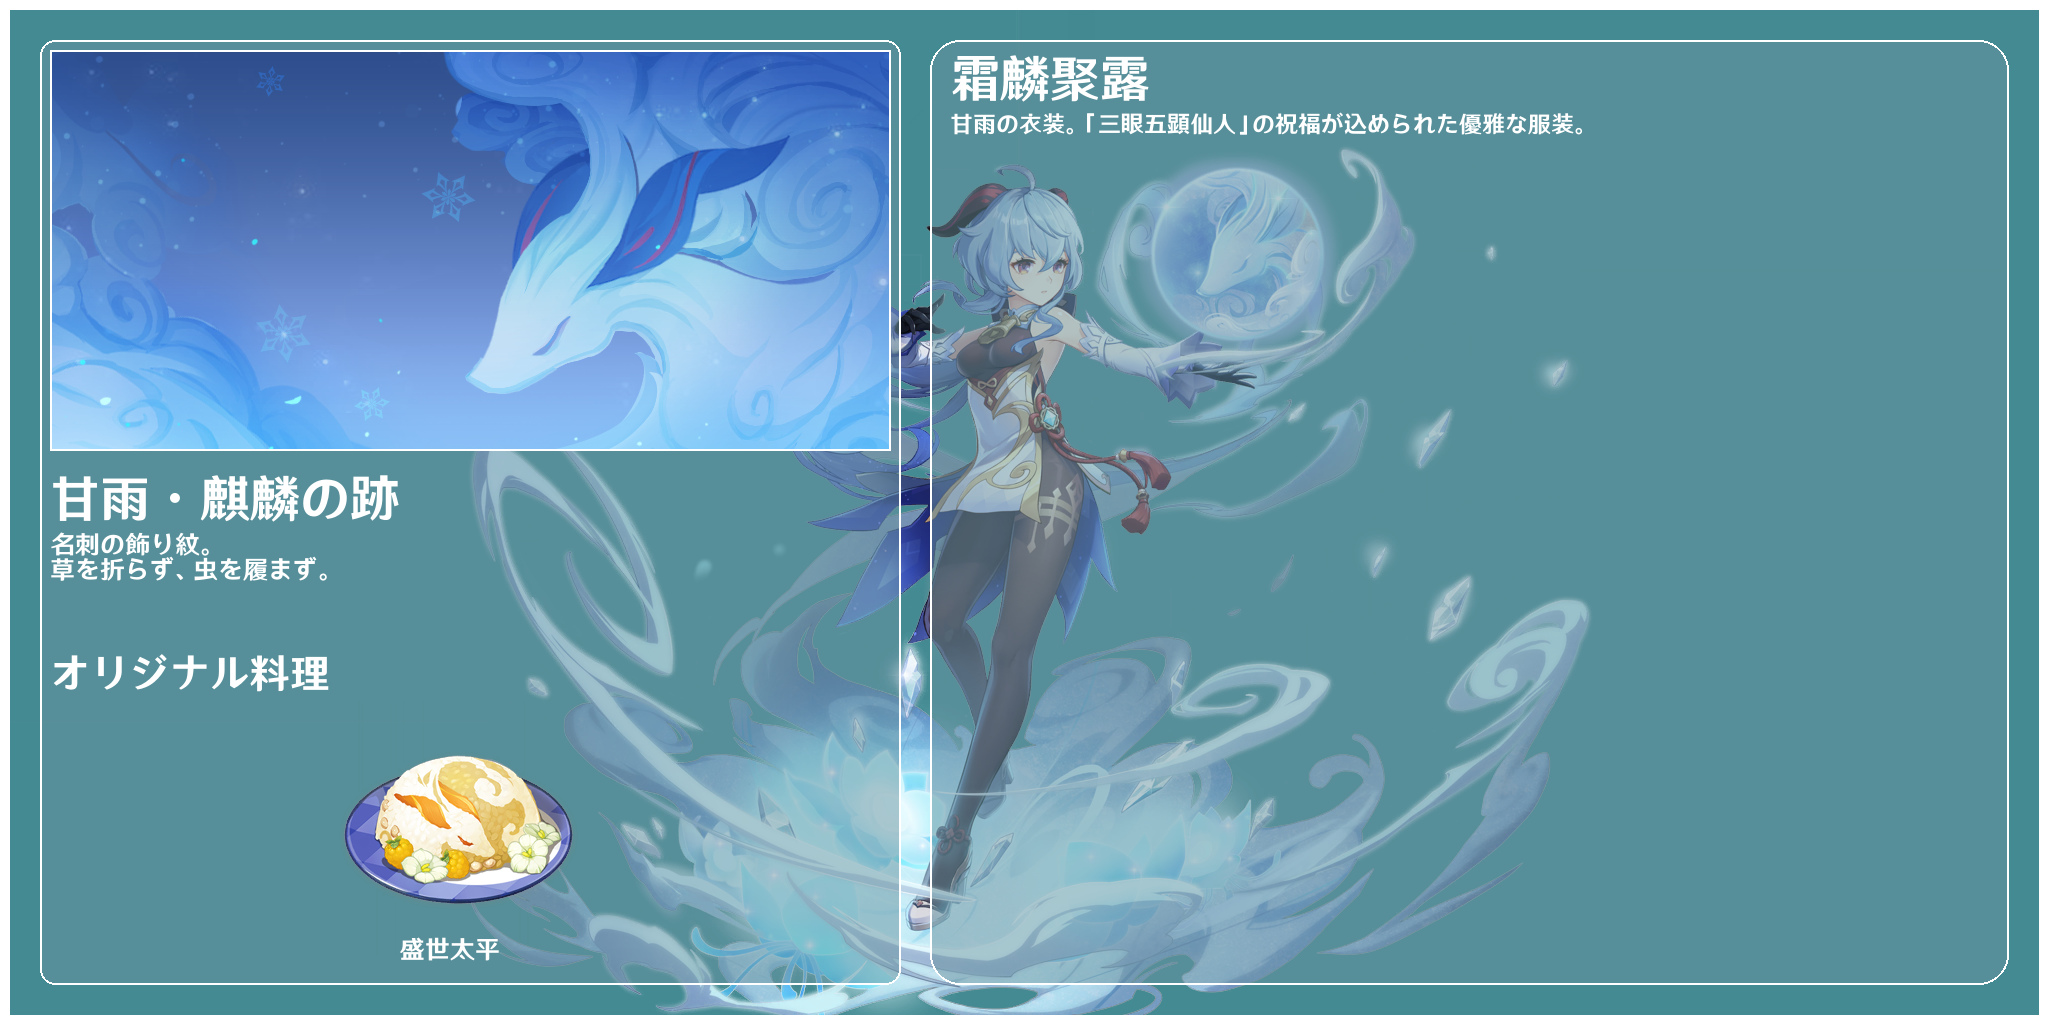 甘雨・麒麟の跡
名刺の飾り紋。
草を折らず、虫を履まず。
オリジナル料理
盛世太平
霜麟聚露
甘雨の衣装。「三眼五顕仙人」の祝福が込められた優雅な服装。